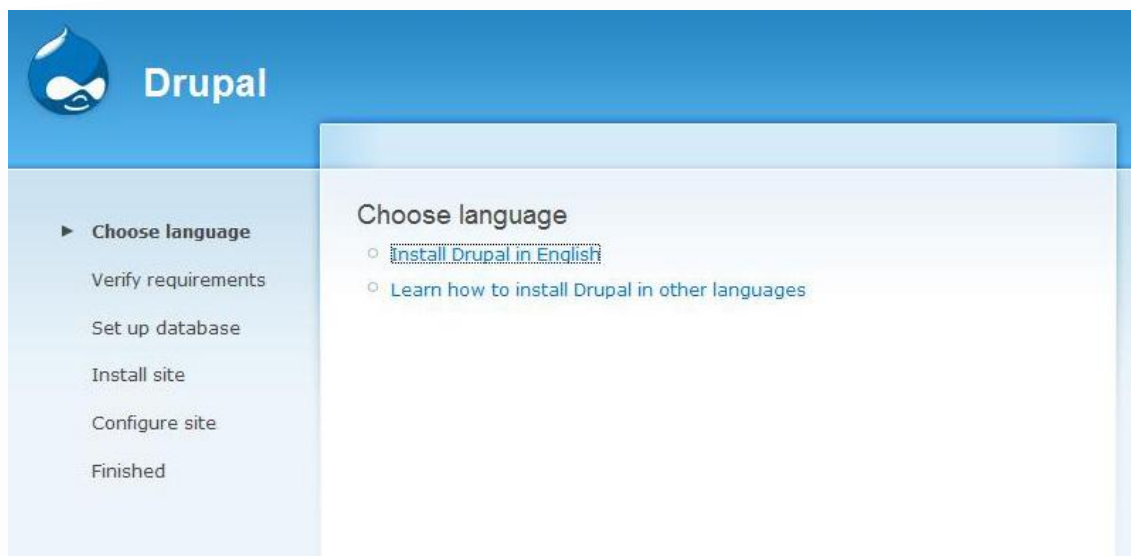 Drupal
Choose language
Verify requirements
Set up database
Install site
Configure site
Finished
Choose language
Install Drupal in English
Learn how to install Drupal in other languages